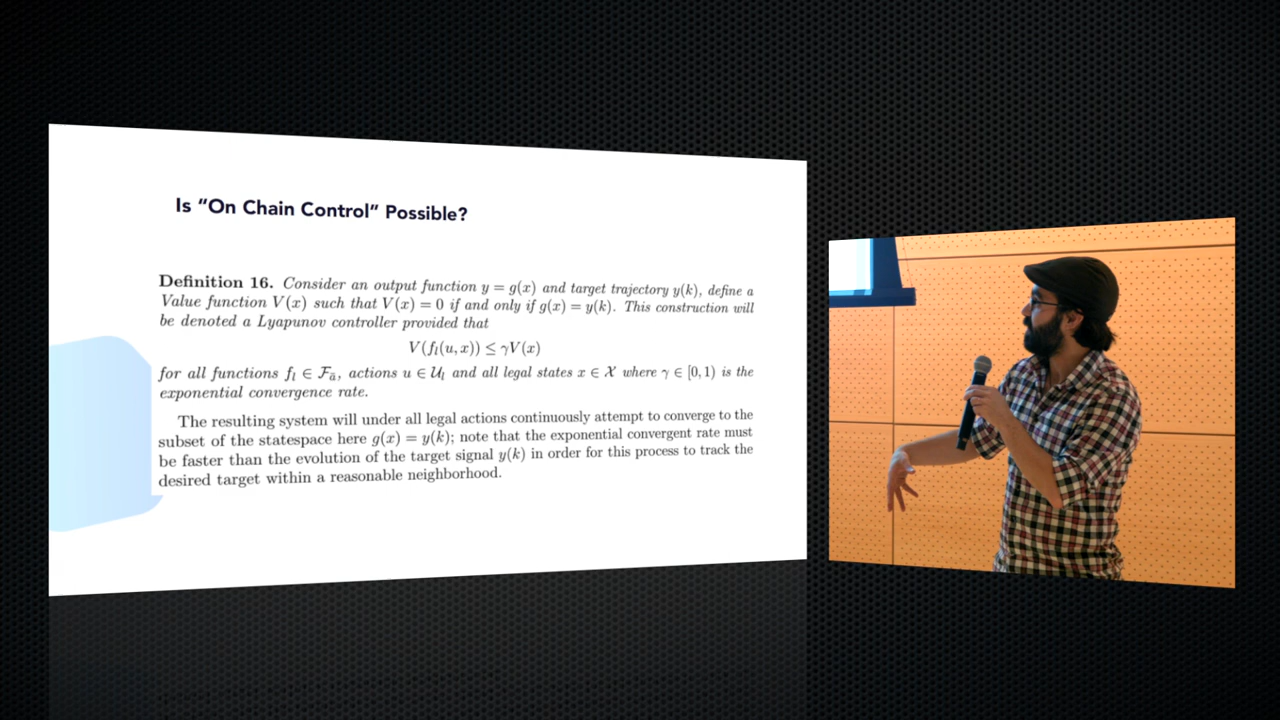 Is “On Chain Control” Possible?
Definition 16. Consider an output function y = g(x) and target trajectory y(k), define a
Value function V(x) such that V(x) = 0 if and only if g(x) = y(k). This construction will
be denoted a Lyapunov controller provided that
V(fₗ(u, x)) ≤ γV(x)
for all functions fₗ ∈ ℱₐ̄, actions u ∈ 𝒰ₗ and all legal states x ∈ 𝒳 where γ ∈ [0, 1) is the
exponential convergence rate.
The resulting system will under all legal actions continuously attempt to converge to the
subset of the statespace here g(x) = y(k); note that the exponential convergent rate must
be faster than the evolution of the target signal y(k) in order for this process to track the
desired target within a reasonable neighborhood.